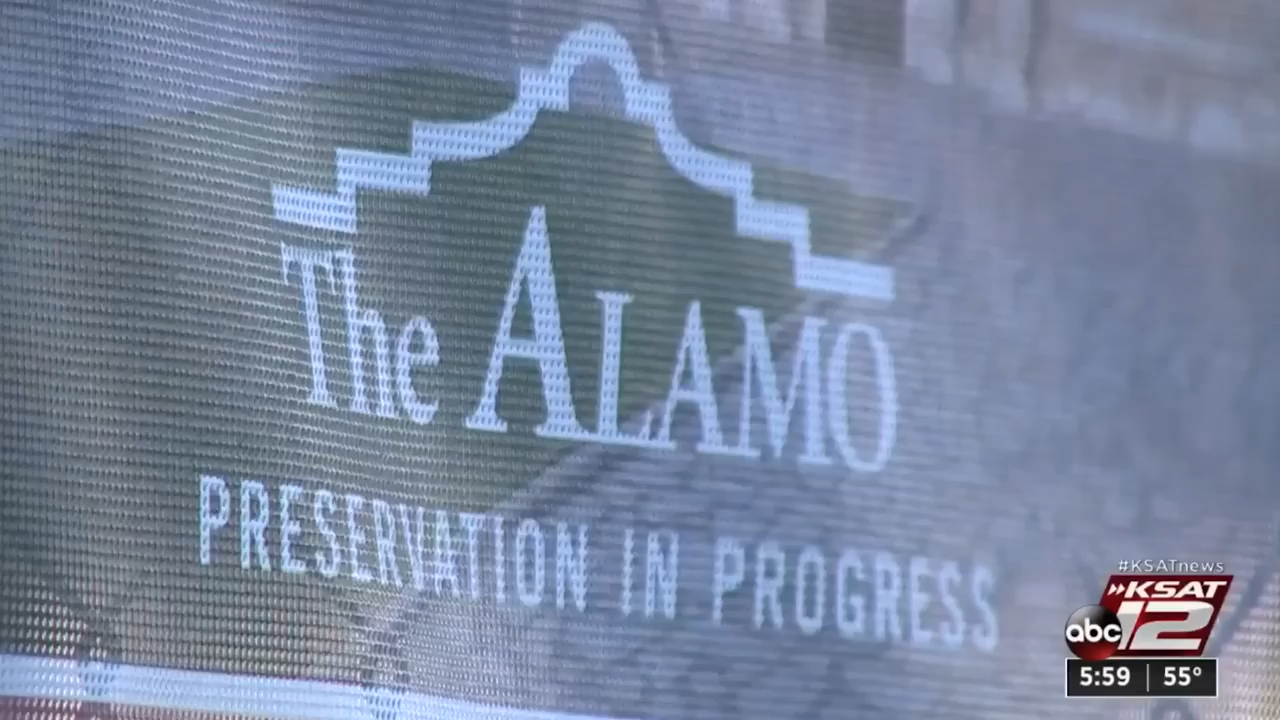 The ALAMO
PRESERVATION IN PROGRESS
#KSATnews
KSAT
abc 12
5:59 55°